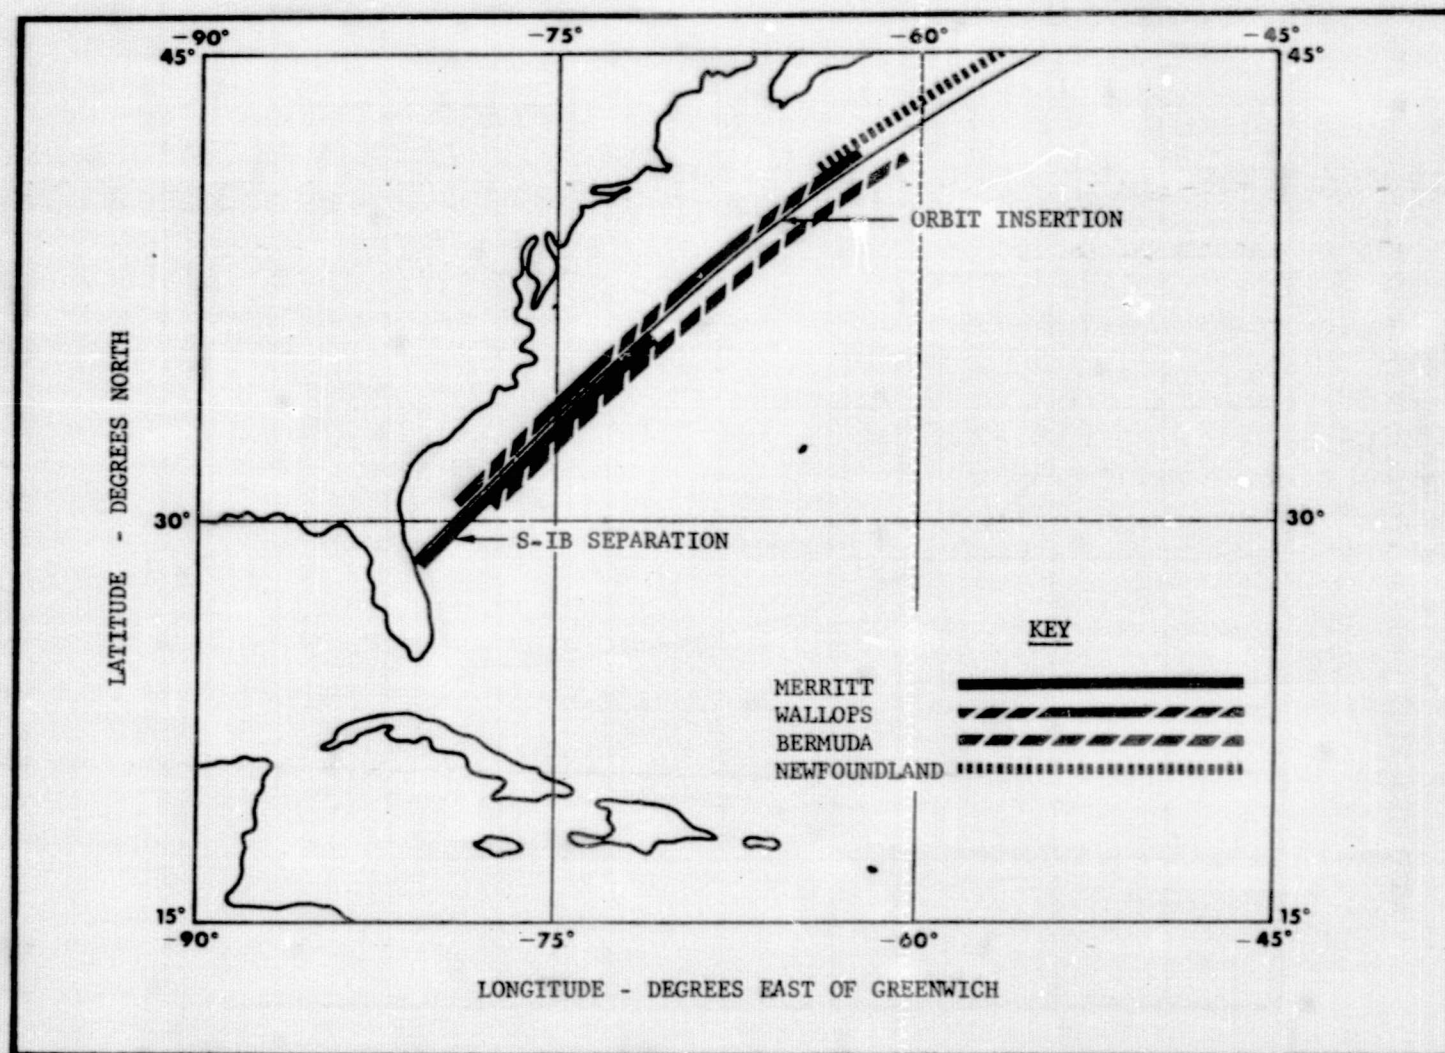 −90° −75° −60° −45°
45° 45°
ORBIT INSERTION
LATITUDE - DEGREES NORTH
30° 30°
S-IB SEPARATION
KEY
MERRITT
WALLOPS
BERMUDA
NEWFOUNDLAND
15° 15°
−90° −75° −60° −45°
LONGITUDE - DEGREES EAST OF GREENWICH